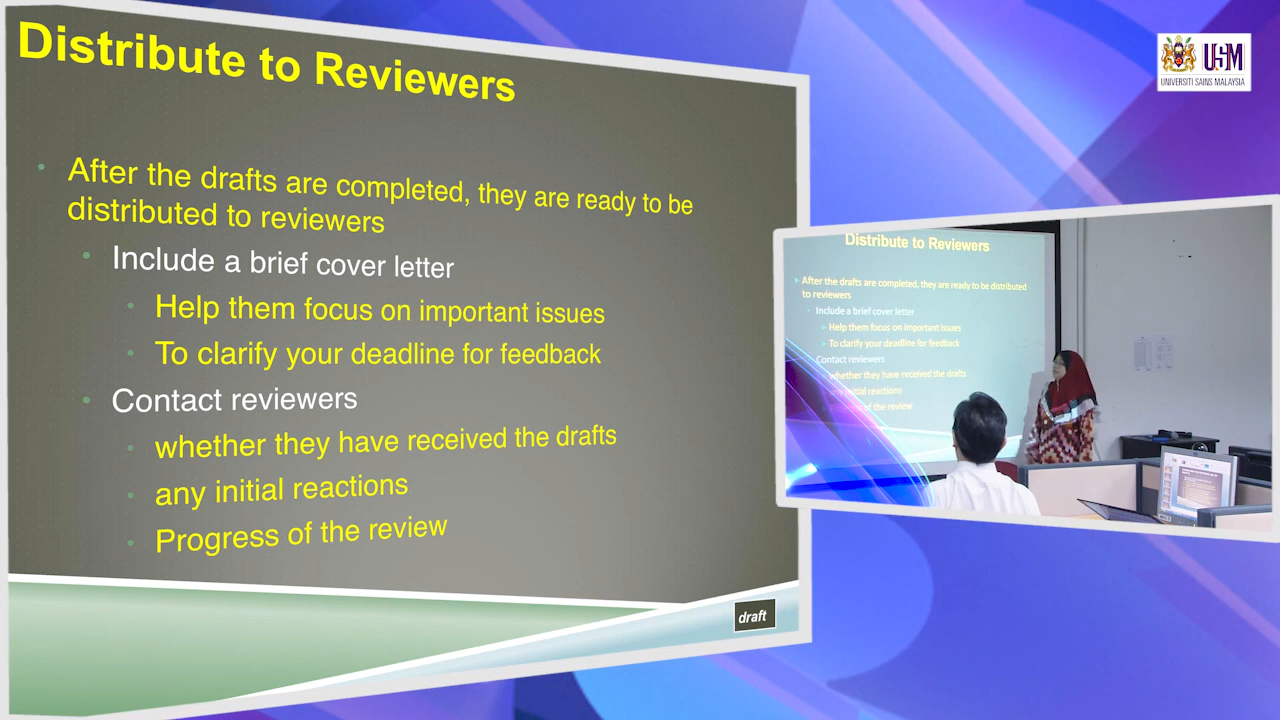 Distribute to Reviewers
After the drafts are completed, they are ready to be
distributed to reviewers
Include a brief cover letter
Help them focus on important issues
To clarify your deadline for feedback
Contact reviewers
whether they have received the drafts
any initial reactions
Progress of the review
draft
USM
UNIVERSITI SAINS MALAYSIA
Distribute to Reviewers
After the drafts are completed, they are ready to be distributed
to reviewers
Include a brief cover letter
Help them focus on important issues
To clarify your deadline for feedback
Contact reviewers
whether they have received the drafts
initial reactions
of the review